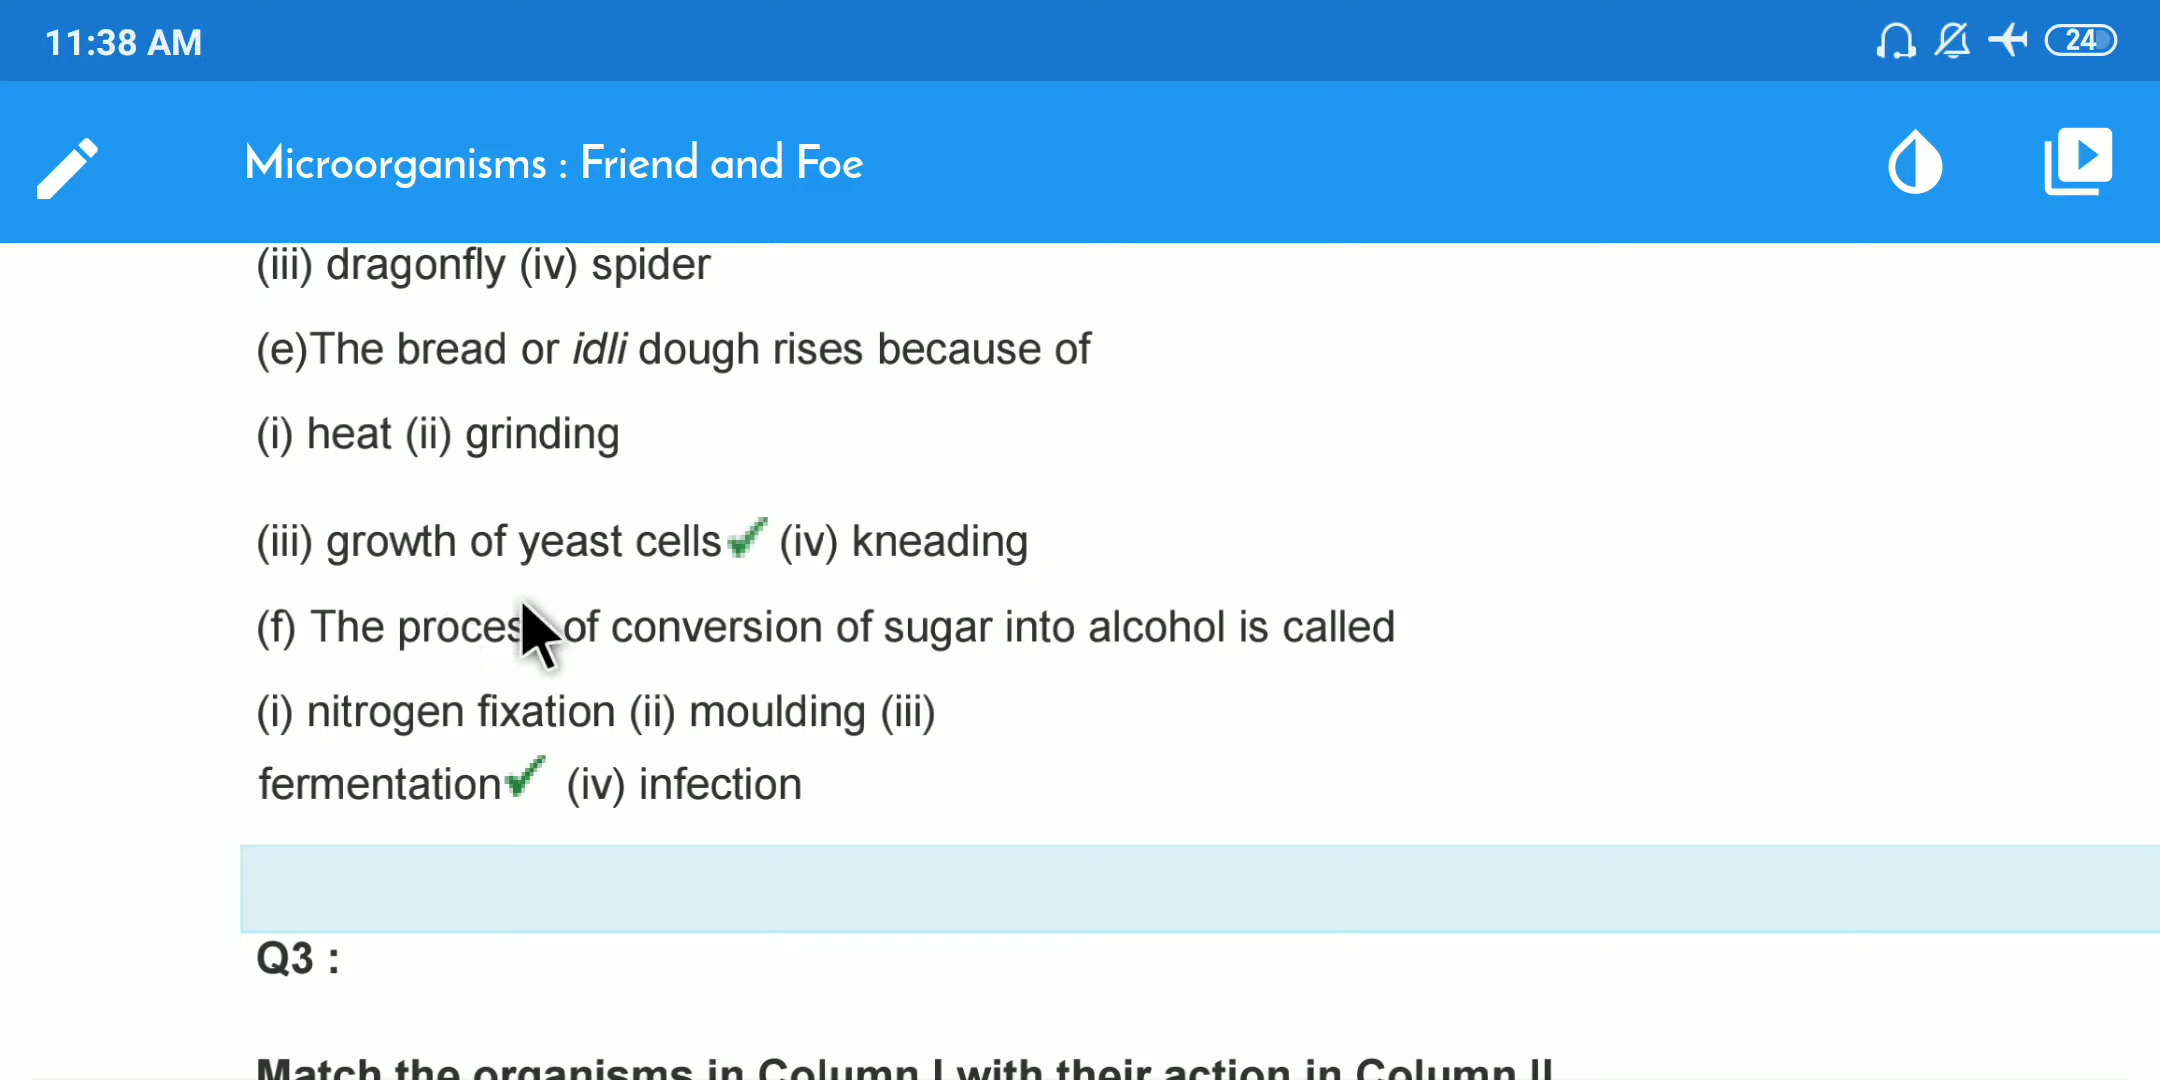 11:38 AM
24
Microorganisms : Friend and Foe
(iii) dragonfly (iv) spider
(e)The bread or idli dough rises because of
(i) heat (ii) grinding
(iii) growth of yeast cells✔ (iv) kneading
(f) The process of conversion of sugar into alcohol is called
(i) nitrogen fixation (ii) moulding (iii)
fermentation✔ (iv) infection
Q3 :
Match the organisms in Column I with their action in Column II